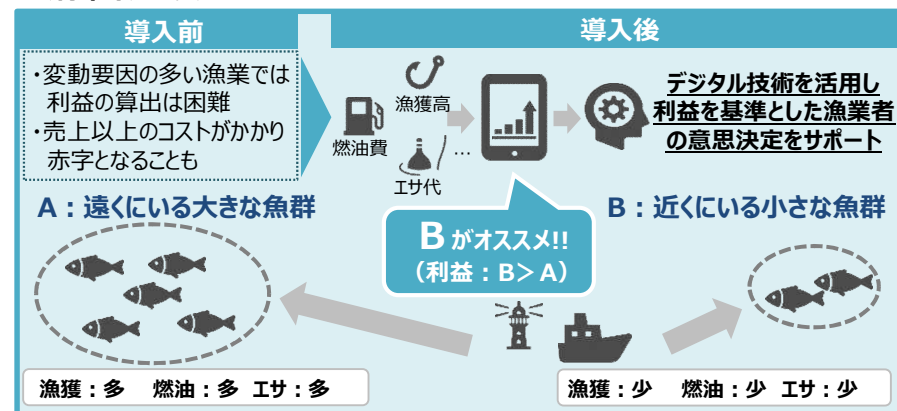 導入前
導入後
・変動要因の多い漁業では
利益の算出は困難
・売上以上のコストがかかり
赤字となることも
漁獲高
燃油費
エサ代
…
デジタル技術を活用し
利益を基準とした漁業者
の意思決定をサポート
A：遠くにいる大きな魚群
B：近くにいる小さな魚群
Bがオススメ!!
（利益：B＞A）
漁獲：多　燃油：多　エサ：多
漁獲：少　燃油：少　エサ：少